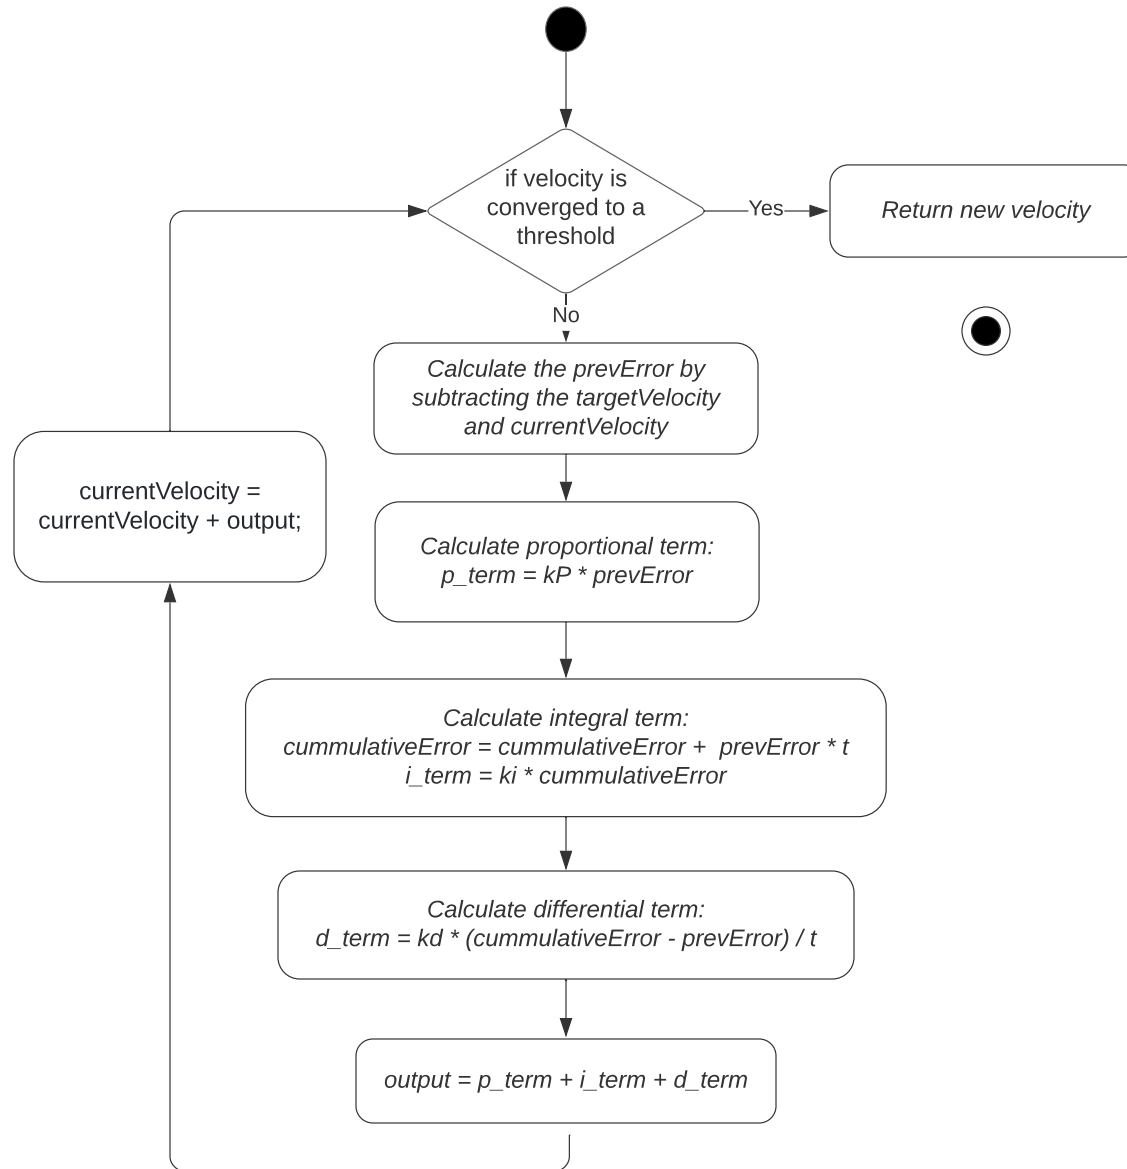 if velocity is
converged to a
threshold
Yes
Return new velocity
No
Calculate the prevError by
subtracting the targetVelocity
and currentVelocity
currentVelocity =
currentVelocity + output;
Calculate proportional term:
p_term = kP * prevError
Calculate integral term:
cummulativeError = cummulativeError +  prevError * t
i_term = ki * cummulativeError
Calculate differential term:
d_term = kd * (cummulativeError - prevError) / t
output = p_term + i_term + d_term